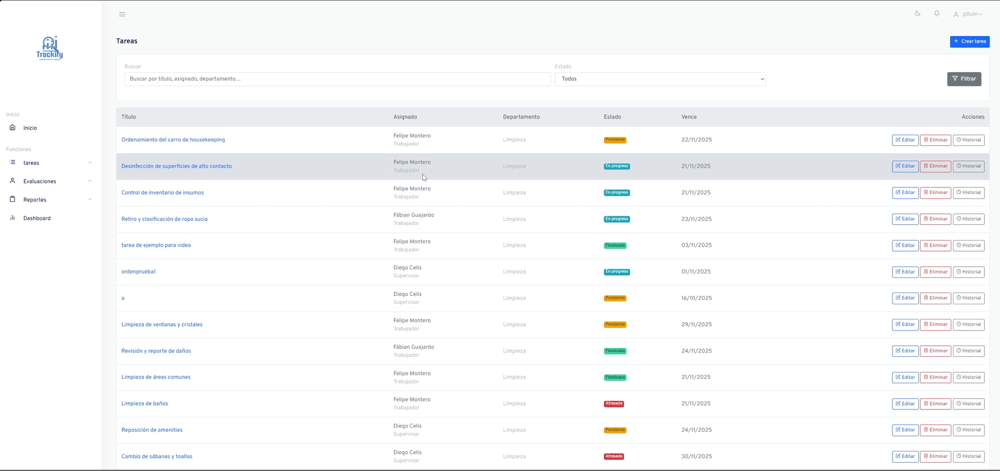 gduan
Trackify
Tareas
+ Crear tarea
Buscar
Estado
Buscar por título, asignado, departamento...
Todos
Filtrar
Inicio
Inicio
Funciones
tareas
Evaluaciones
Reportes
Dashboard
Título Asignado Departamento Estado Vence Acciones
Ordenamiento del carro de housekeeping Felipe Montero Limpieza Pendiente 22/11/2025 Editar Eliminar Historial
Trabajador
Desinfección de superficies de alto contacto Felipe Montero Limpieza En progreso 21/11/2025 Editar Eliminar Historial
Trabajador
Control de inventario de insumos Felipe Montero Limpieza En progreso 21/11/2025 Editar Eliminar Historial
Trabajador
Retiro y clasificación de ropa sucia Fábian Guajardo Limpieza En progreso 23/11/2025 Editar Eliminar Historial
Trabajador
tarea de ejemplo para video Felipe Montero Limpieza Finalizada 03/11/2025 Editar Eliminar Historial
Trabajador
ordenprueba1 Diego Celis Limpieza En progreso 01/11/2025 Editar Eliminar Historial
Supervisor
a Diego Celis Limpieza Pendiente 16/10/2025 Editar Eliminar Historial
Supervisor
Limpieza de ventanas y cristales Felipe Montero Limpieza Pendiente 29/11/2025 Editar Eliminar Historial
Trabajador
Revisión y reporte de daños Fábian Guajardo Limpieza Finalizada 24/11/2025 Editar Eliminar Historial
Trabajador
Limpieza de áreas comunes Felipe Montero Limpieza Finalizada 21/11/2025 Editar Eliminar Historial
Trabajador
Limpieza de baños Felipe Montero Limpieza Atrasada 21/11/2025 Editar Eliminar Historial
Trabajador
Reposición de amenities Diego Celis Limpieza Pendiente 24/11/2025 Editar Eliminar Historial
Supervisor
Cambio de sábanas y toallas Diego Celis Limpieza Atrasada 30/11/2025 Editar Eliminar Historial
Supervisor